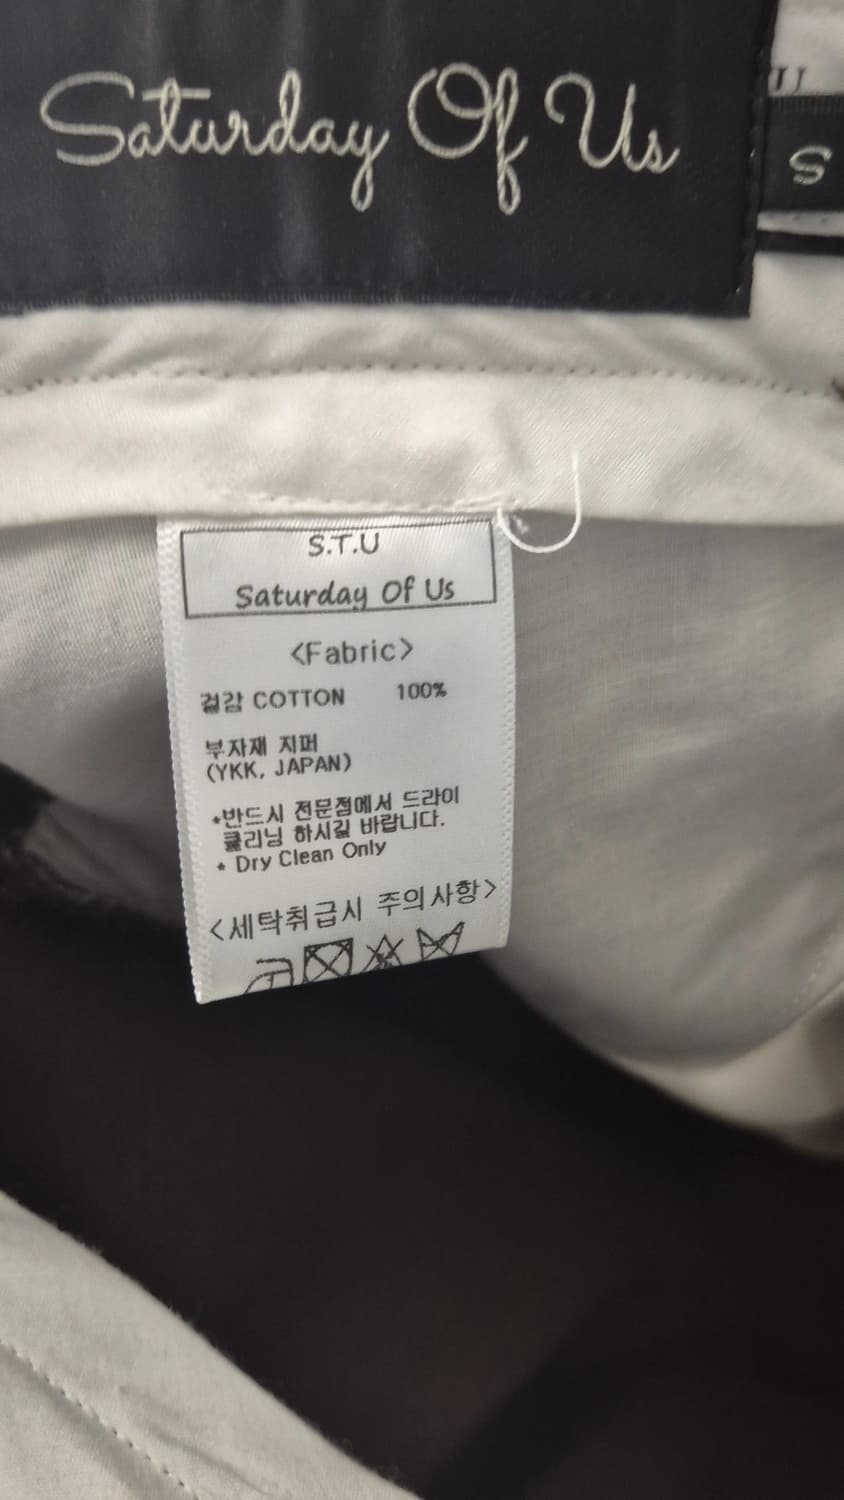 Saturday Of Us
S
S.T.U
Saturday Of Us
<Fabric>
겉감 COTTON 100%
부자재 지퍼
(YKK, JAPAN)
*반드시 전문점에서 드라이
클리닝 하시길 바랍니다.
* Dry Clean Only
<세탁취급시 주의사항>